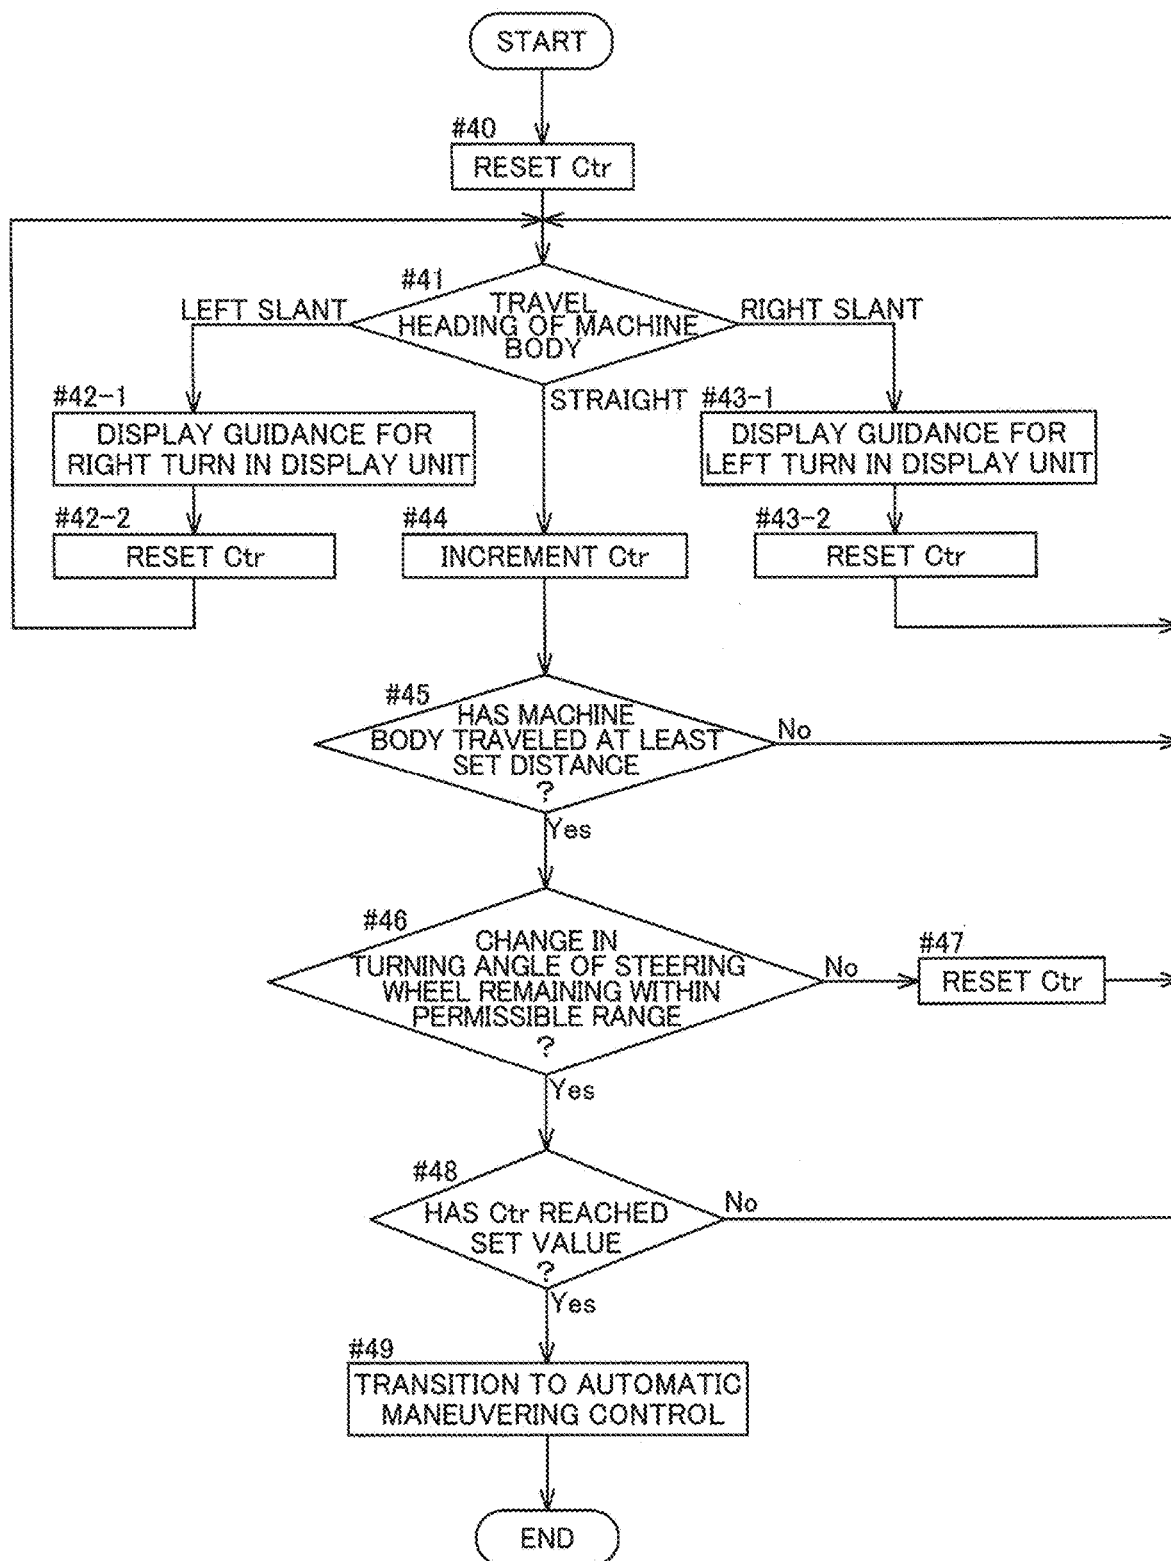 START
#40
RESET Ctr
#41
LEFT SLANT
TRAVEL
HEADING OF MACHINE
BODY
RIGHT SLANT
STRAIGHT
#42-1
DISPLAY GUIDANCE FOR
RIGHT TURN IN DISPLAY UNIT
#43-1
DISPLAY GUIDANCE FOR
LEFT TURN IN DISPLAY UNIT
#42-2
RESET Ctr
#44
INCREMENT Ctr
#43-2
RESET Ctr
#45
HAS MACHINE
BODY TRAVELED AT LEAST
SET DISTANCE
?
No
Yes
#46
CHANGE IN
TURNING ANGLE OF STEERING
WHEEL REMAINING WITHIN
PERMISSIBLE RANGE
?
No
#47
RESET Ctr
Yes
#48
HAS Ctr REACHED
SET VALUE
?
No
Yes
#49
TRANSITION TO AUTOMATIC
MANEUVERING CONTROL
END